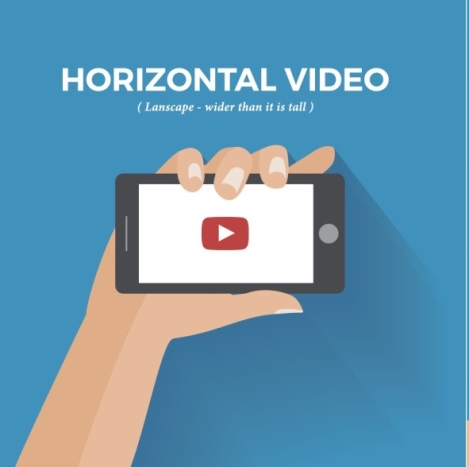 HORIZONTAL VIDEO
( Lanscape - wider than it is tall )